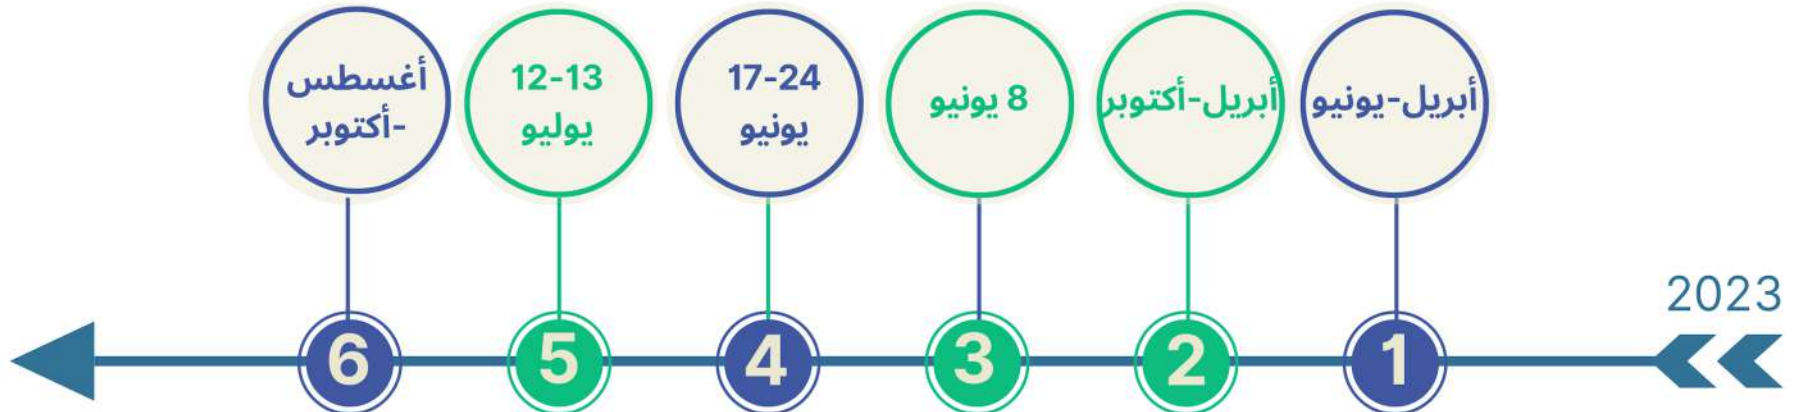 أبريل-يونيو
أبريل-أكتوبر
8 يونيو
17-24
يونيو
12-13
يوليو
أغسطس
-أكتوبر
2023
1
2
3
4
5
6